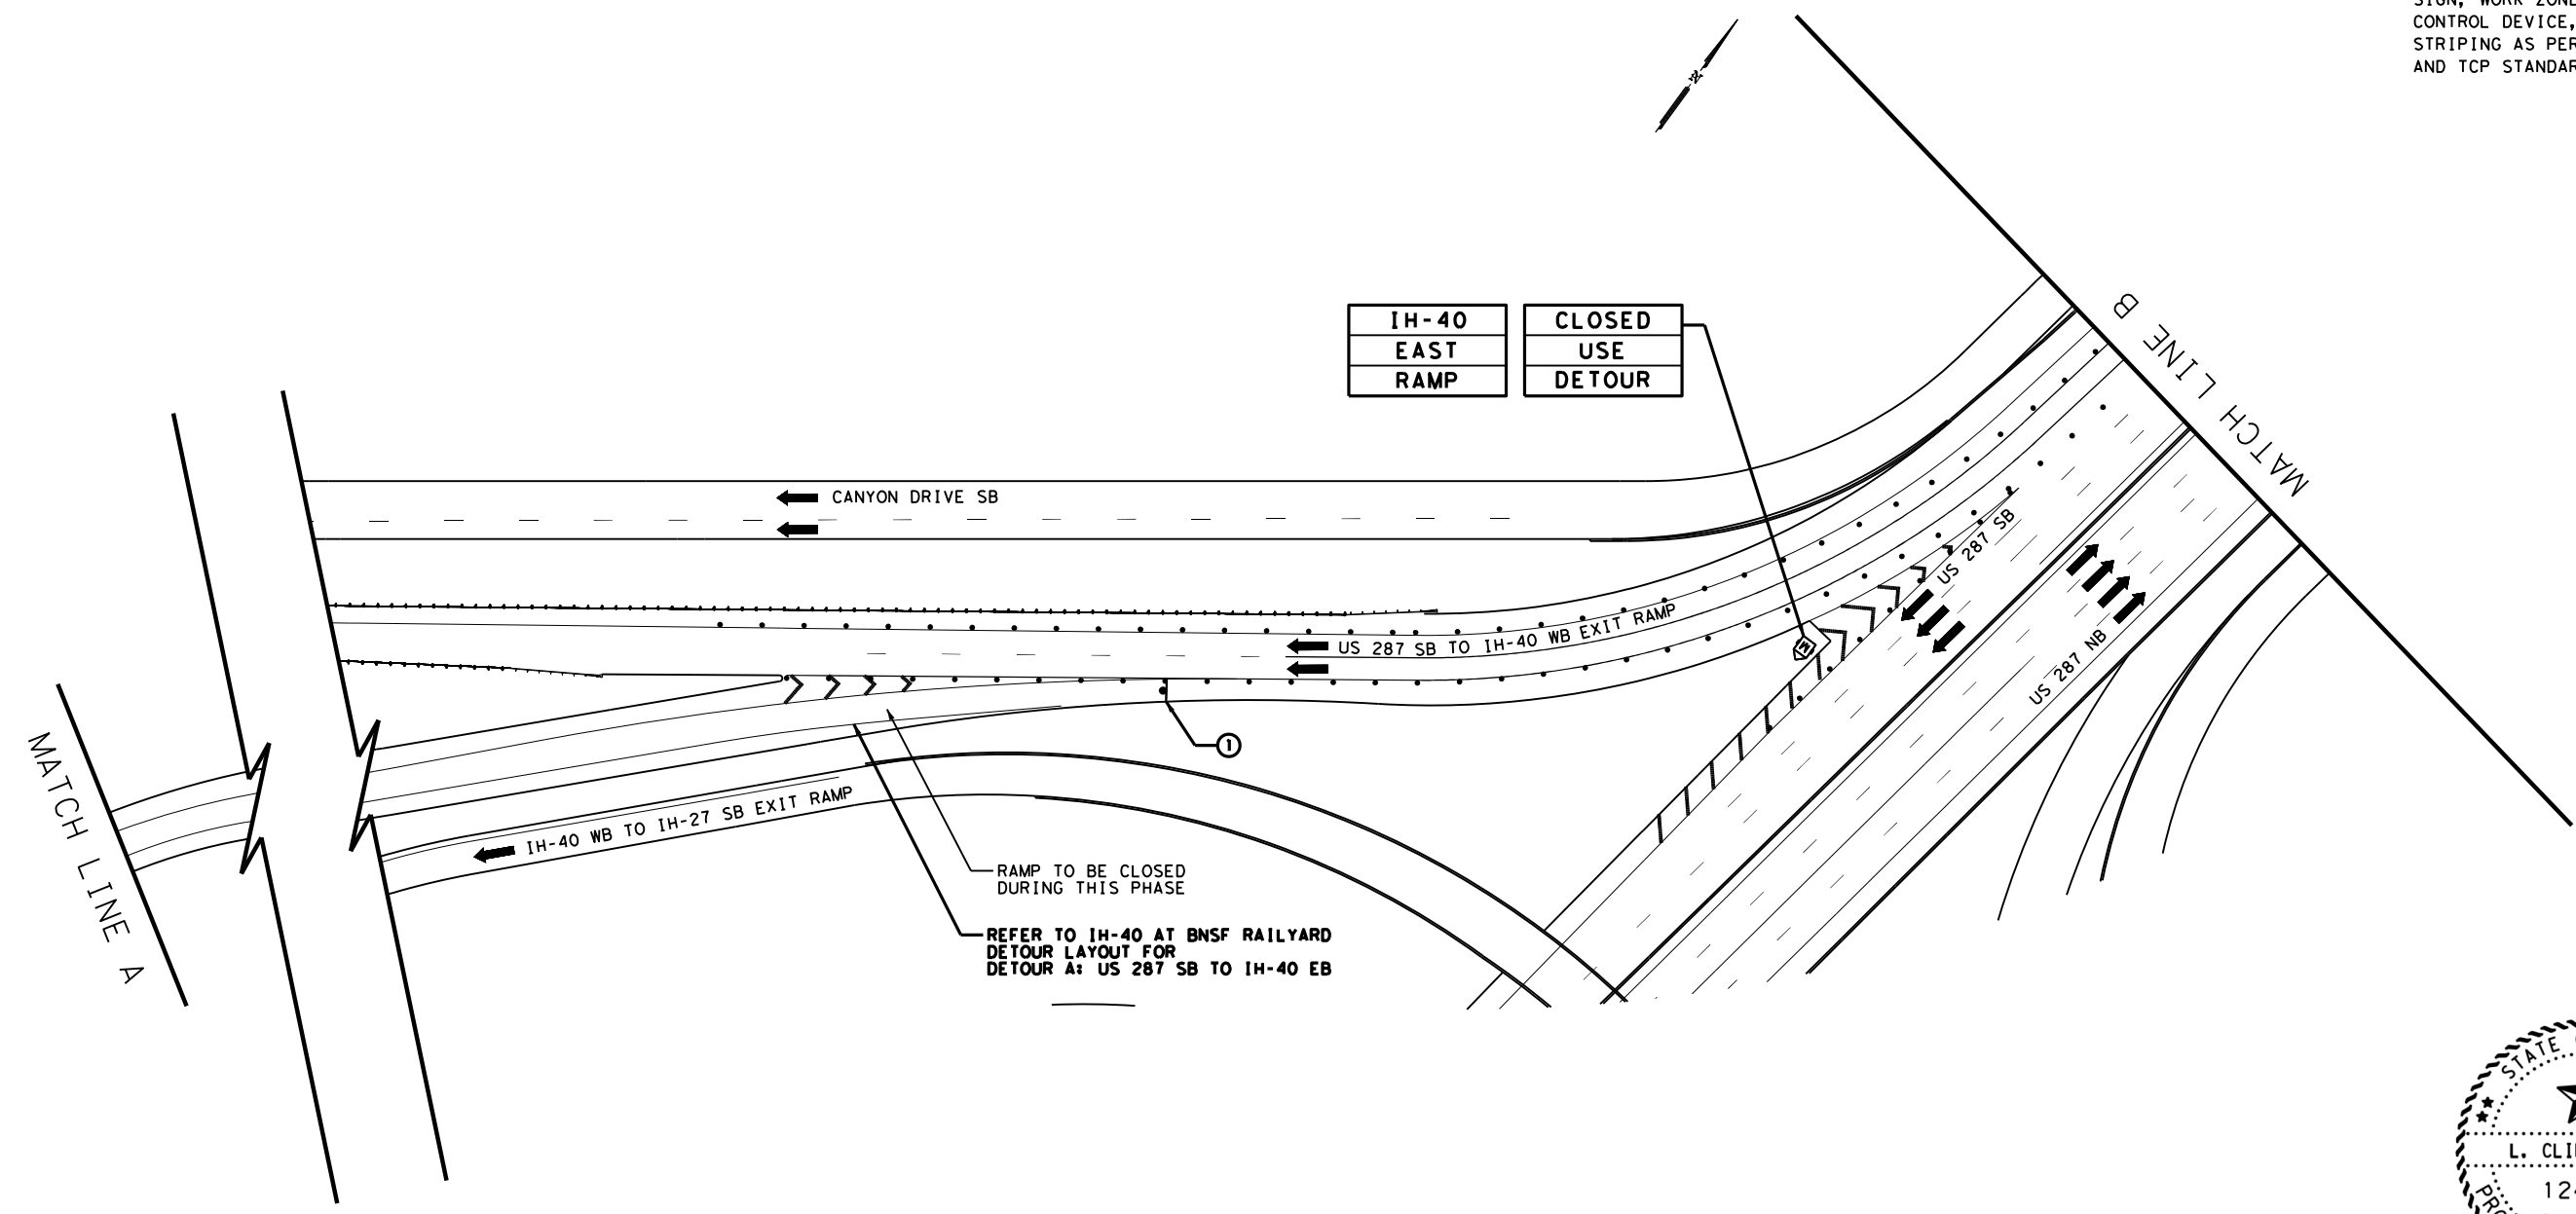 CONTROL DEVICE,
STRIPING AS PER
AND TCP
N
MATCH LINE B
IH-40
EAST
RAMP
CLOSED
USE
DETOUR
CANYON DRIVE SB
US 287 SB
US 287 SB TO IH-40 WB EXIT RAMP
US 287 NB
1
MATCH LINE A
IH-40 WB TO IH-27 SB EXIT RAMP
RAMP TO BE CLOSED
DURING THIS PHASE
REFER TO IH-40 AT BNSF RAILYARD
DETOUR LAYOUT FOR
DETOUR A: US 287 SB TO IH-40 EB
STATE
L.